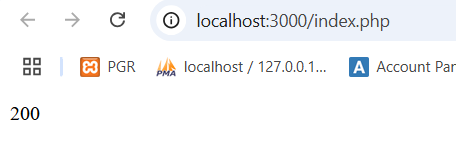 localhost:3000/index.php
PGR localhost / 127.0.0.1... Account Par
200